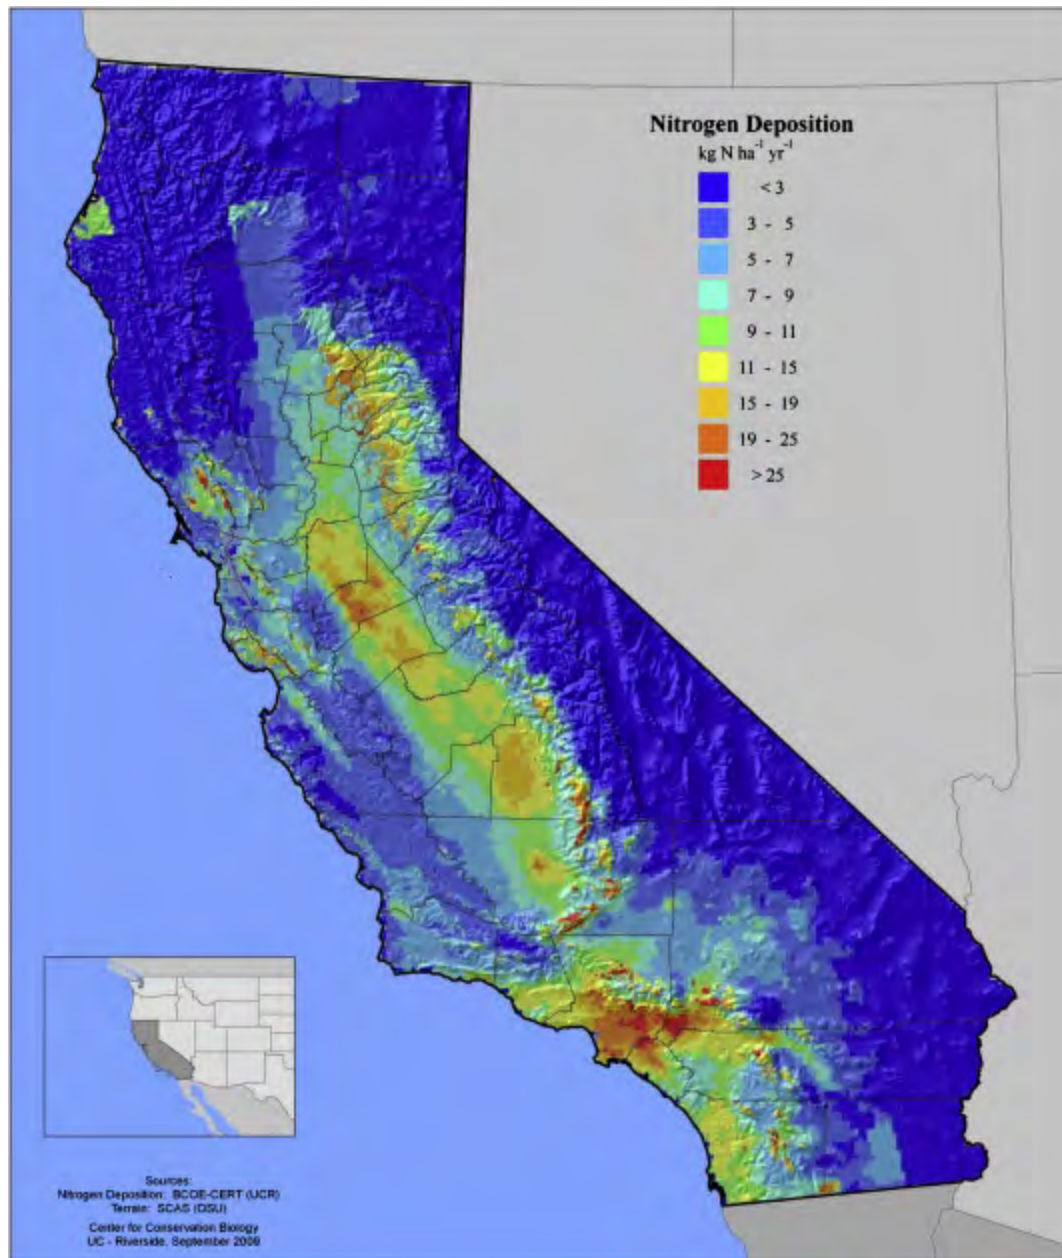 Nitrogen Deposition
kg N ha⁻¹ yr⁻¹
< 3
3 - 5
5 - 7
7 - 9
9 - 11
11 - 15
15 - 19
19 - 25
> 25
Sources:
Nitrogen Deposition: BCOE-CERT (UCR)
Terrain: SCAS (OSU)
Center for Conservation Biology
UC - Riverside, September 2008